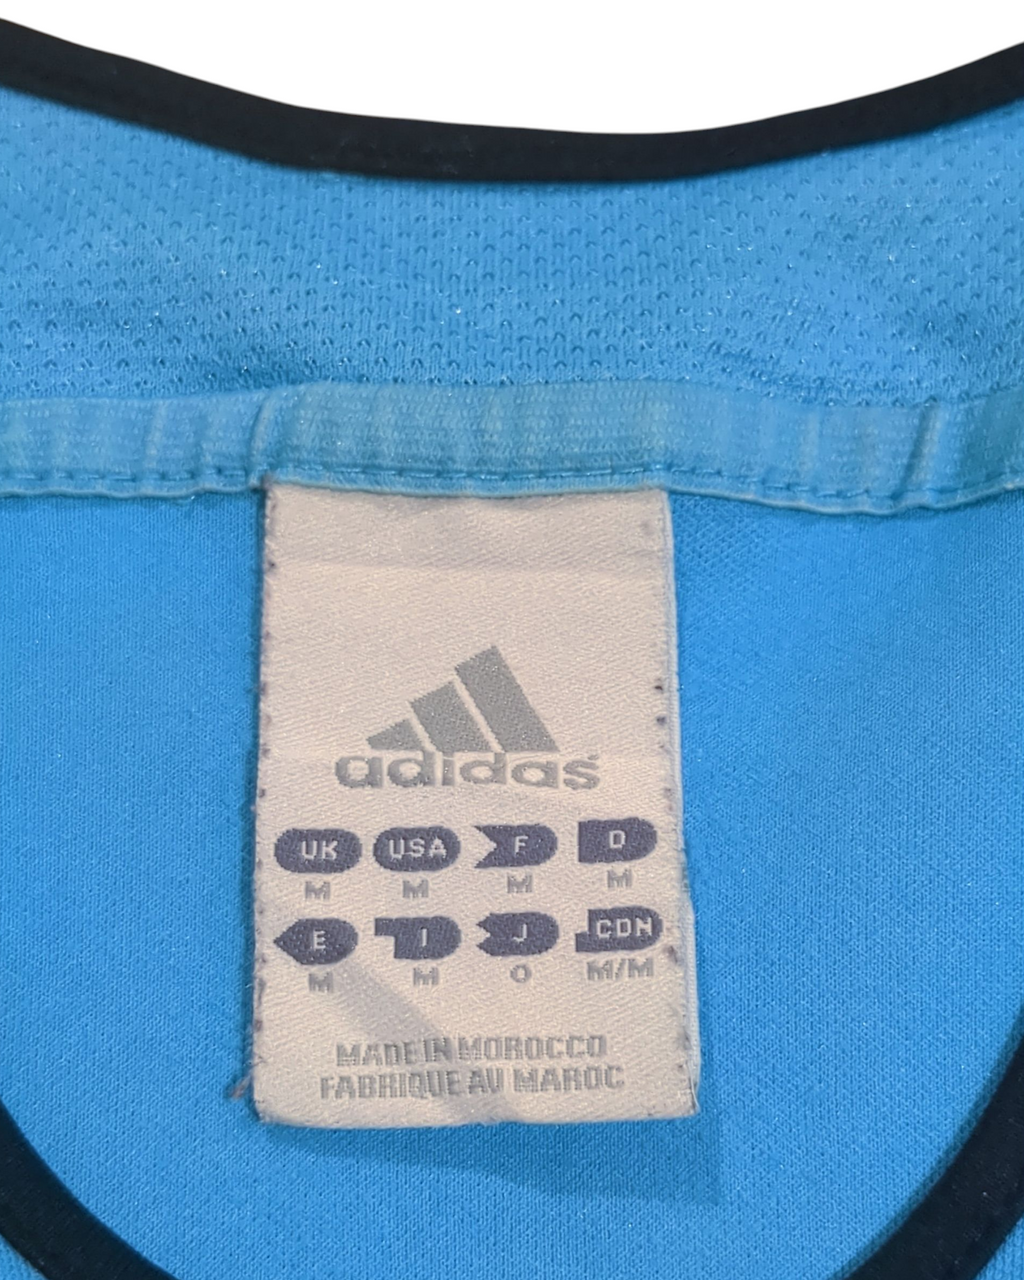 adidas
UK USA F D
M M M M
E I J CDN
M M O M/M
MADE IN MOROCCO
FABRIQUE AU MAROC